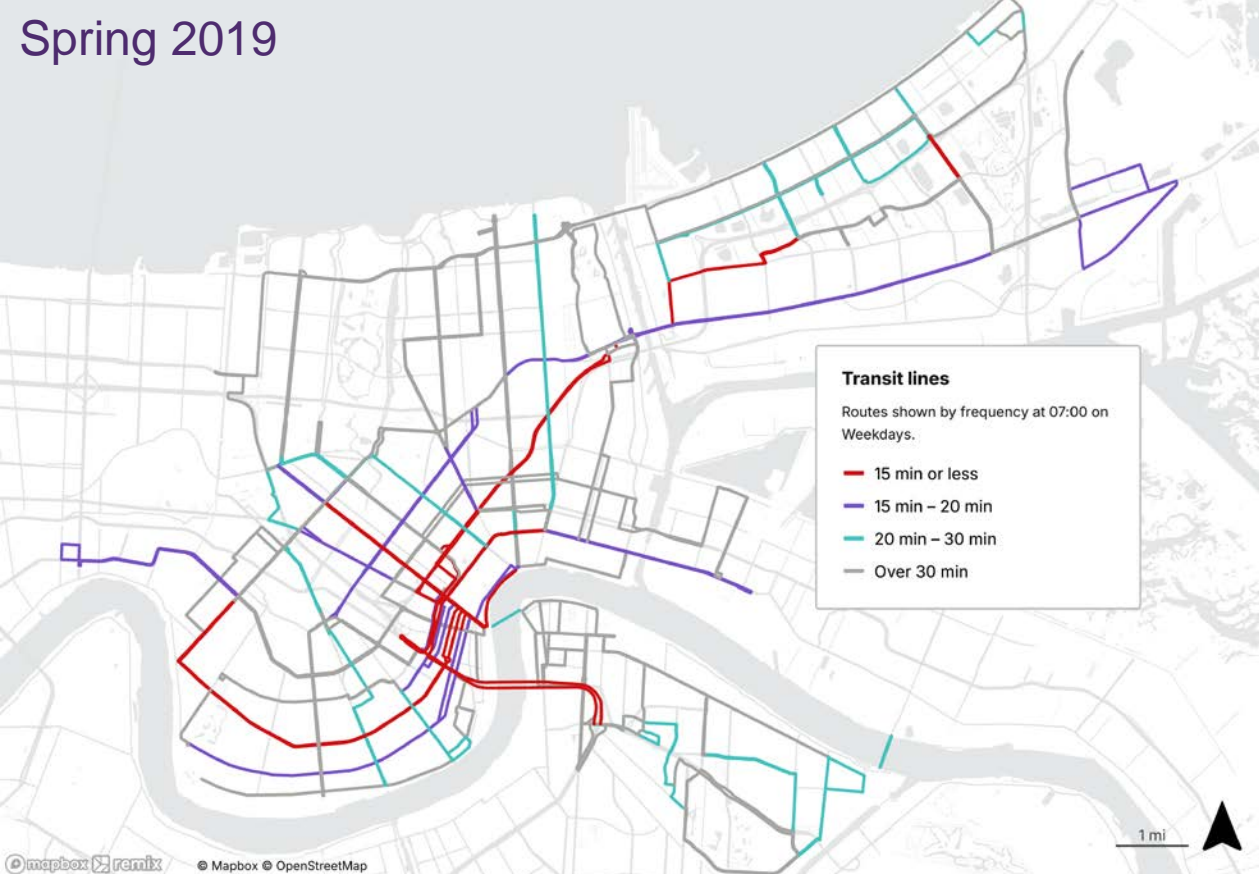 Spring 2019
Transit lines
Routes shown by frequency at 07:00 on
Weekdays.
15 min or less
15 min – 20 min
20 min – 30 min
Over 30 min
1 mi
mapbox remix © Mapbox © OpenStreetMap